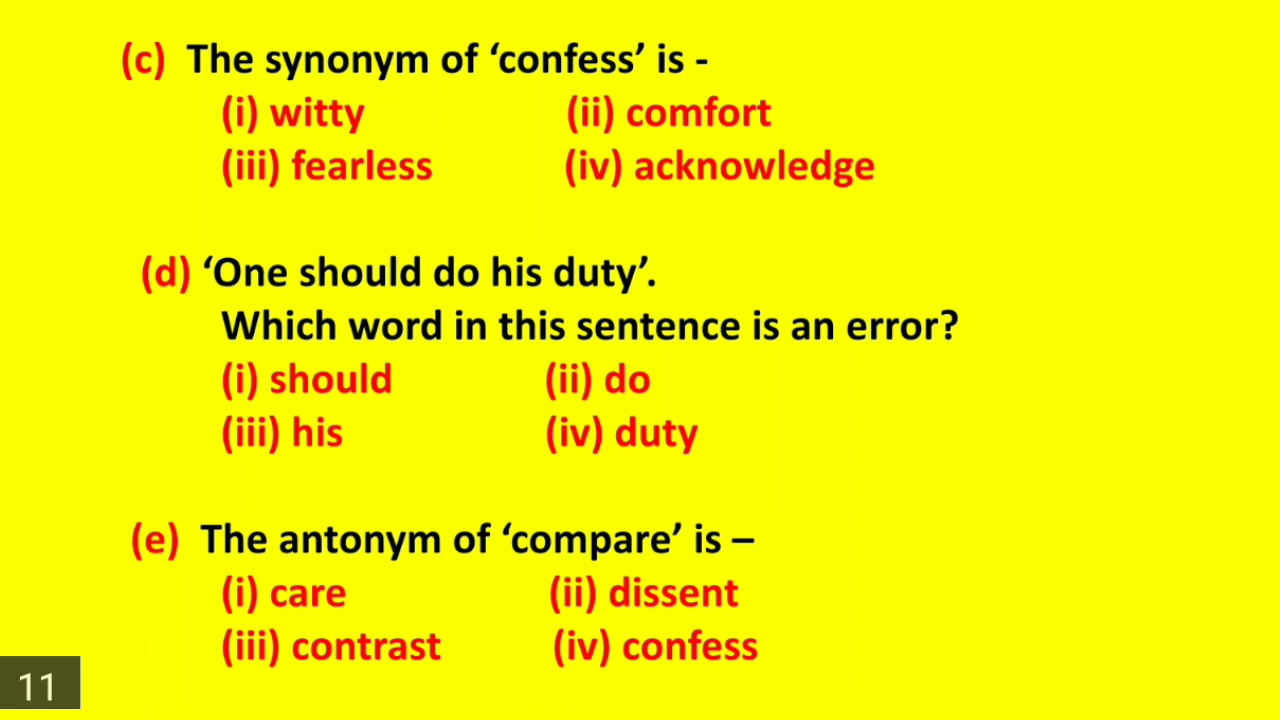 (c) The synonym of ‘confess’ is -
(i) witty (ii) comfort
(iii) fearless (iv) acknowledge
(d) ‘One should do his duty’.
Which word in this sentence is an error?
(i) should (ii) do
(iii) his (iv) duty
(e) The antonym of ‘compare’ is –
(i) care (ii) dissent
(iii) contrast (iv) confess
11